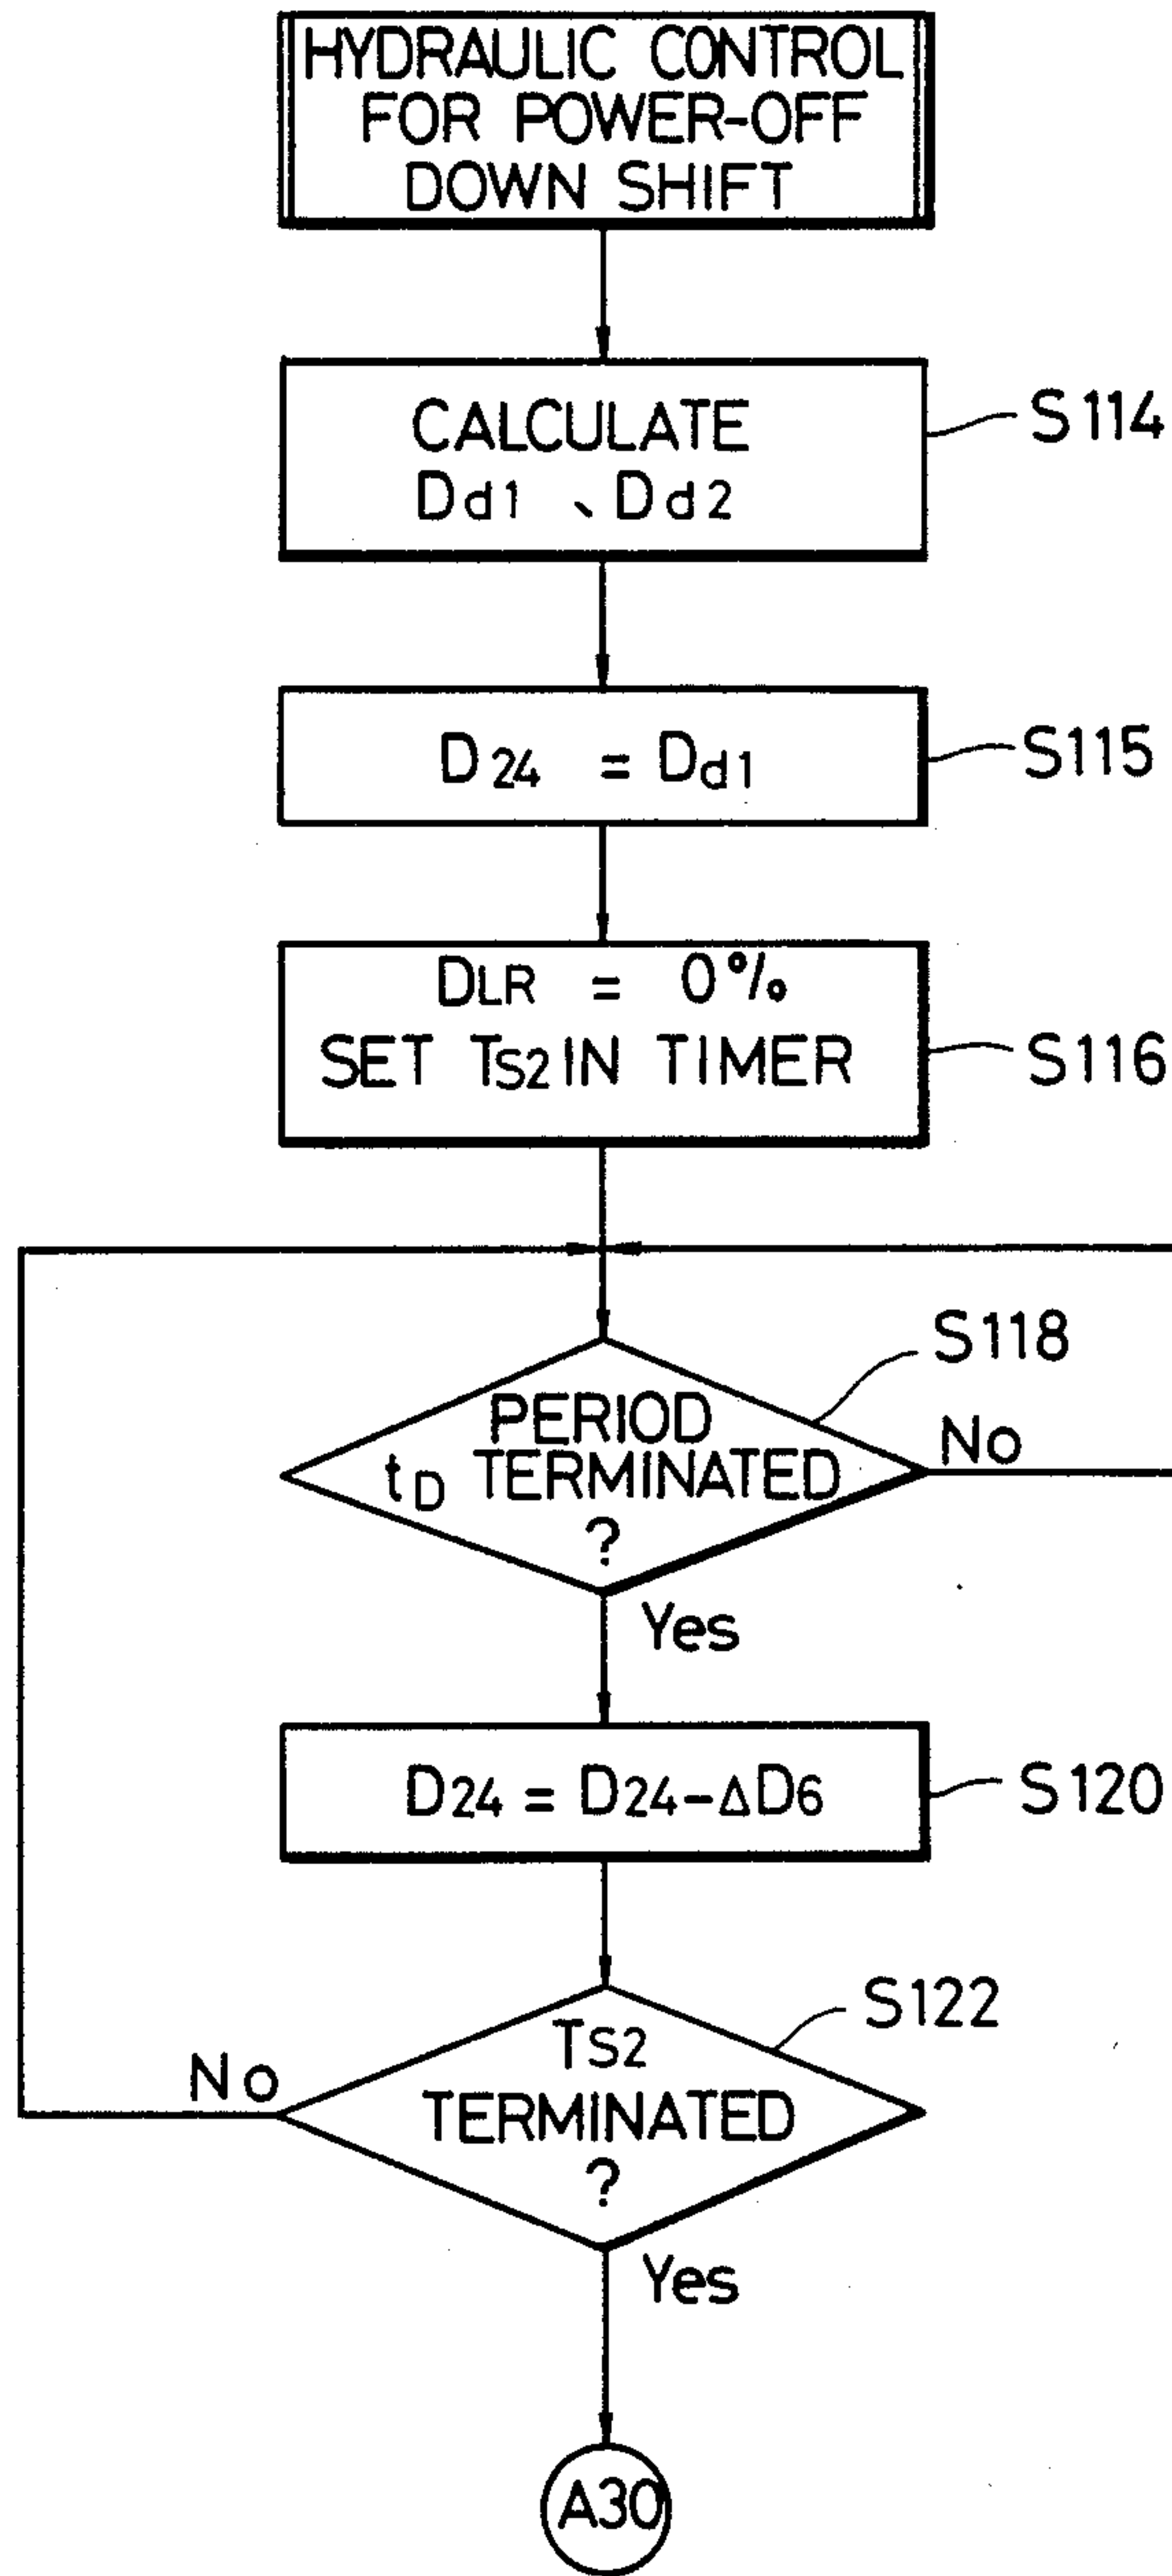 HYDRAULIC CONTROL
FOR POWER-OFF
DOWN SHIFT
CALCULATE
Dd1 、Dd2
S114
D24 = Dd1
S115
DLR = 0%
SET TS2 IN TIMER
S116
S118
PERIOD
tD TERMINATED
?
No
Yes
D24 = D24-ΔD6
S120
S122
TS2
TERMINATED
?
No
Yes
A30